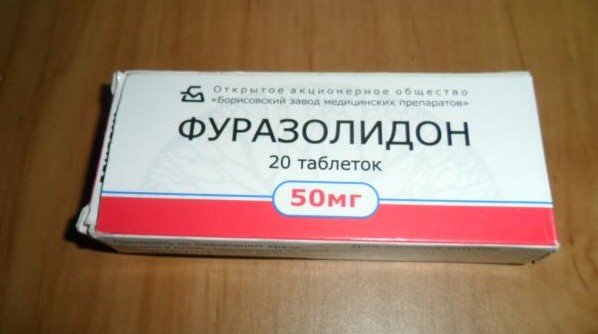 Открытое акционерное общество
«Борисовский завод медицинских препаратов»
ФУРАЗОЛИДОН
20 таблеток
50мг